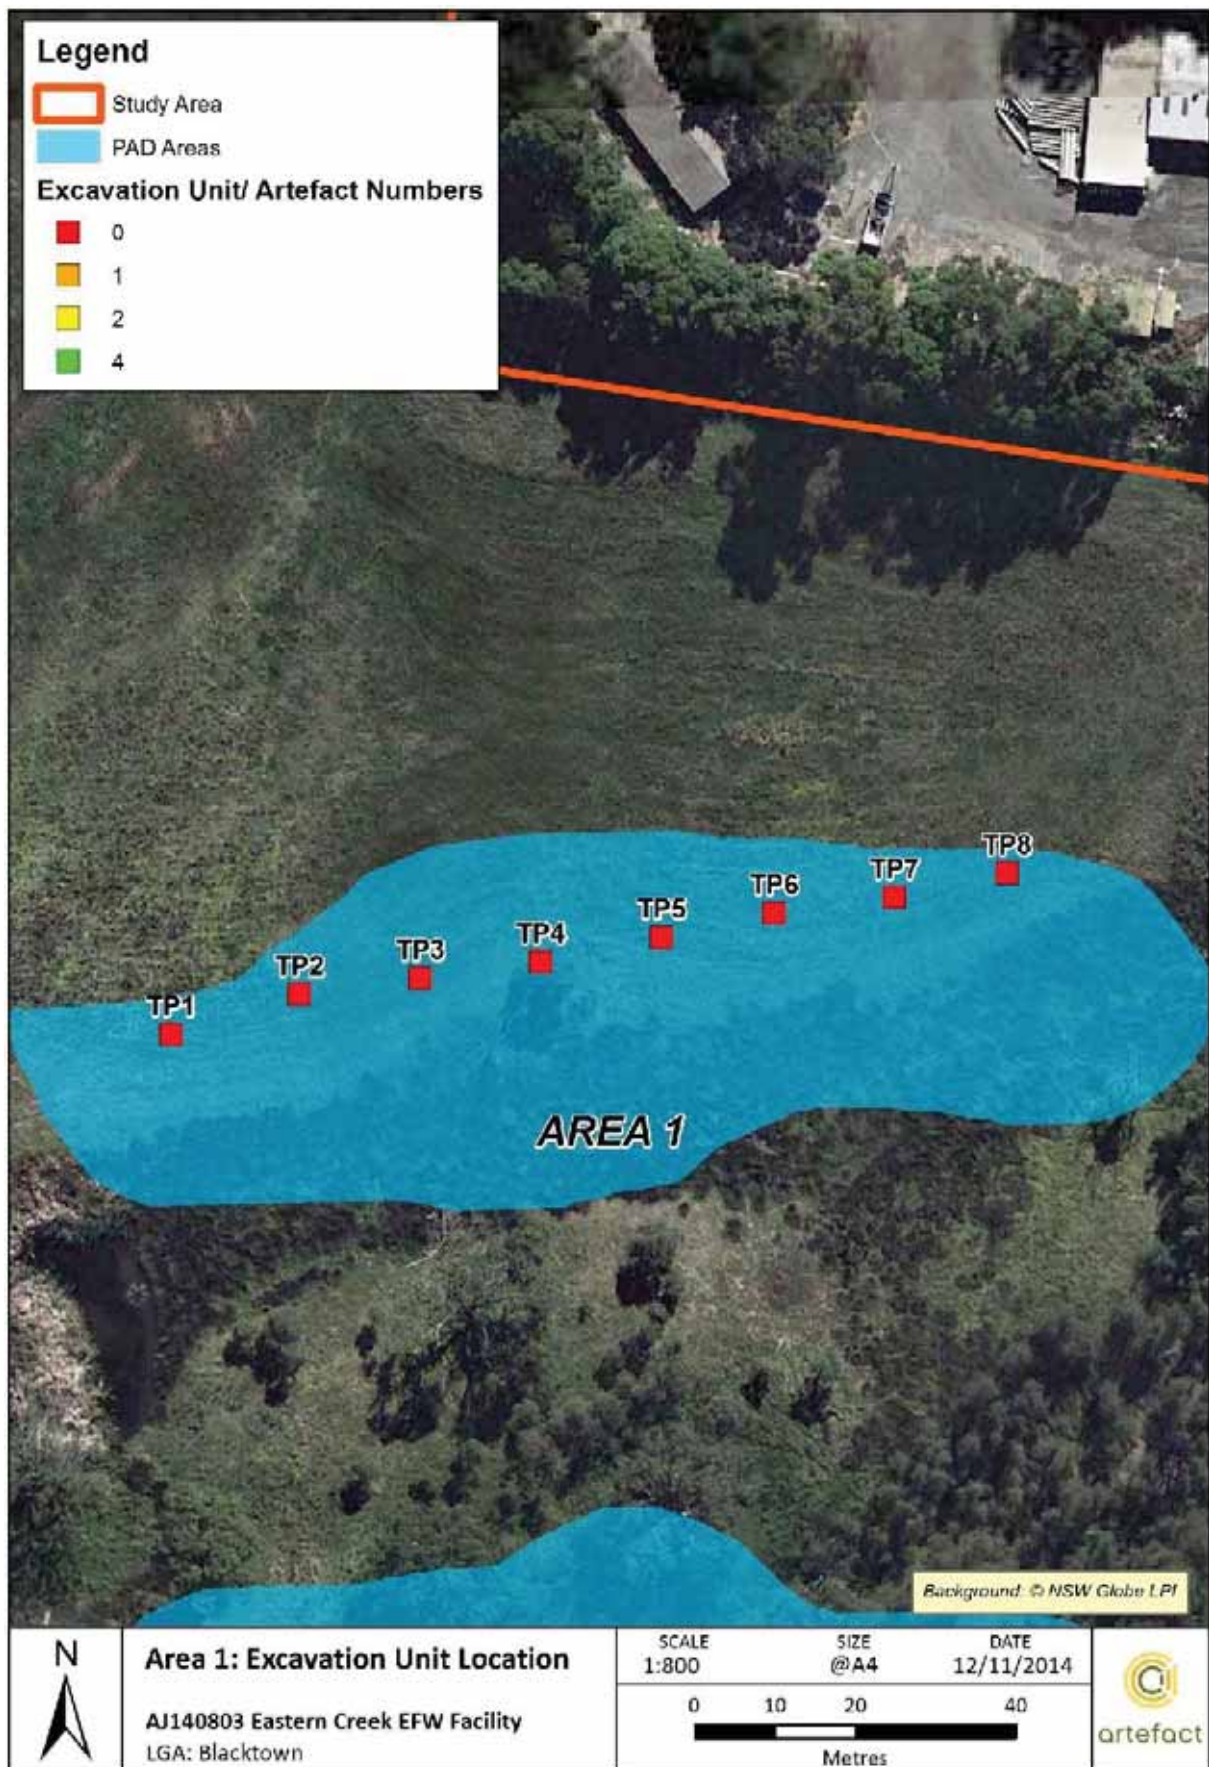 Legend
Study Area
PAD Areas
Excavation Unit/ Artefact Numbers
0
1
2
4
TP1
TP2
TP3
TP4
TP5
TP6
TP7
TP8
AREA 1
Background: © NSW Globe LPI
N
Area 1: Excavation Unit Location
AJ140803 Eastern Creek EFW Facility
LGA: Blacktown
SCALE
1:800
SIZE
@A4
DATE
12/11/2014
0 10 20 40
Metres
artefact